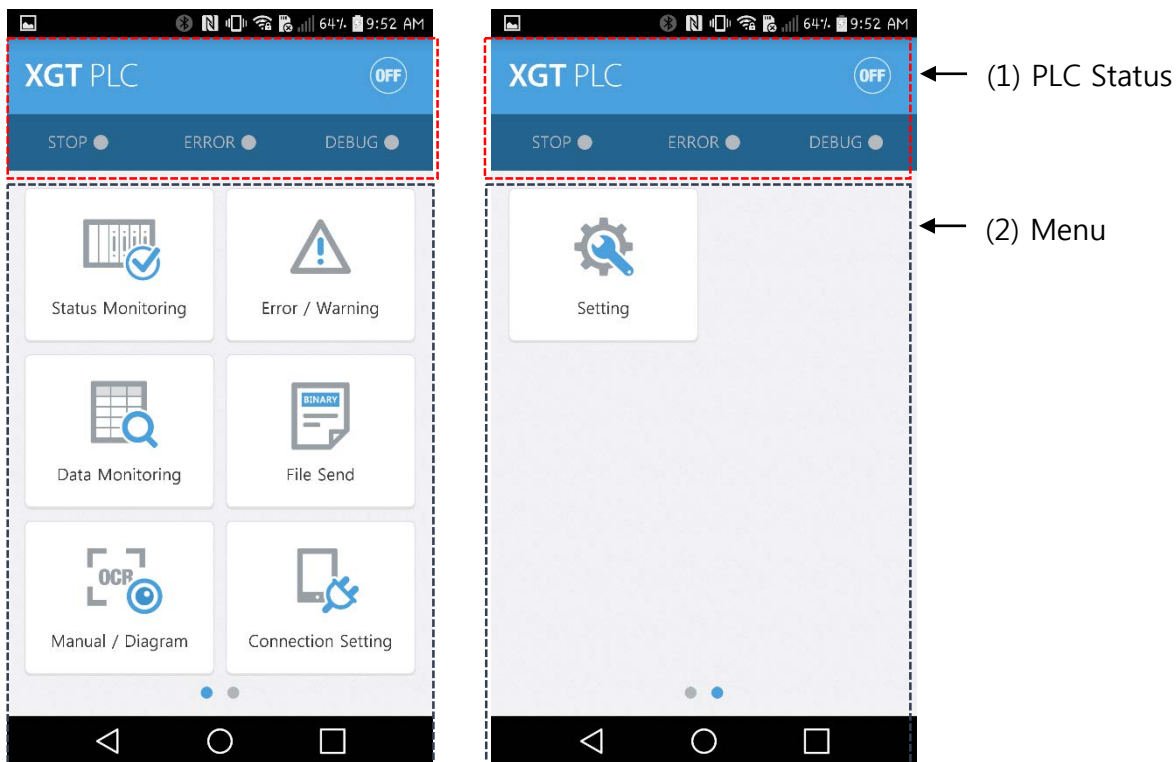 64% 9:52 AM
XGT PLC
OFF
STOP
ERROR
DEBUG
Status Monitoring
Error / Warning
BINARY
Data Monitoring
File Send
OCR
Manual / Diagram
Connection Setting
64% 9:52 AM
XGT PLC
OFF
STOP
ERROR
DEBUG
Setting
(1) PLC Status
(2) Menu